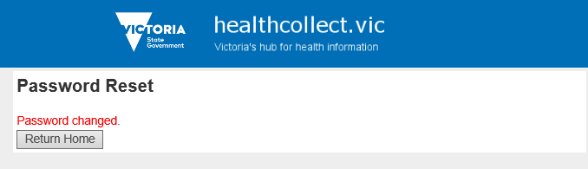 VICTORIA
State
Government
healthcollect.vic
Victoria's hub for health information
Password Reset
Password changed.
Return Home